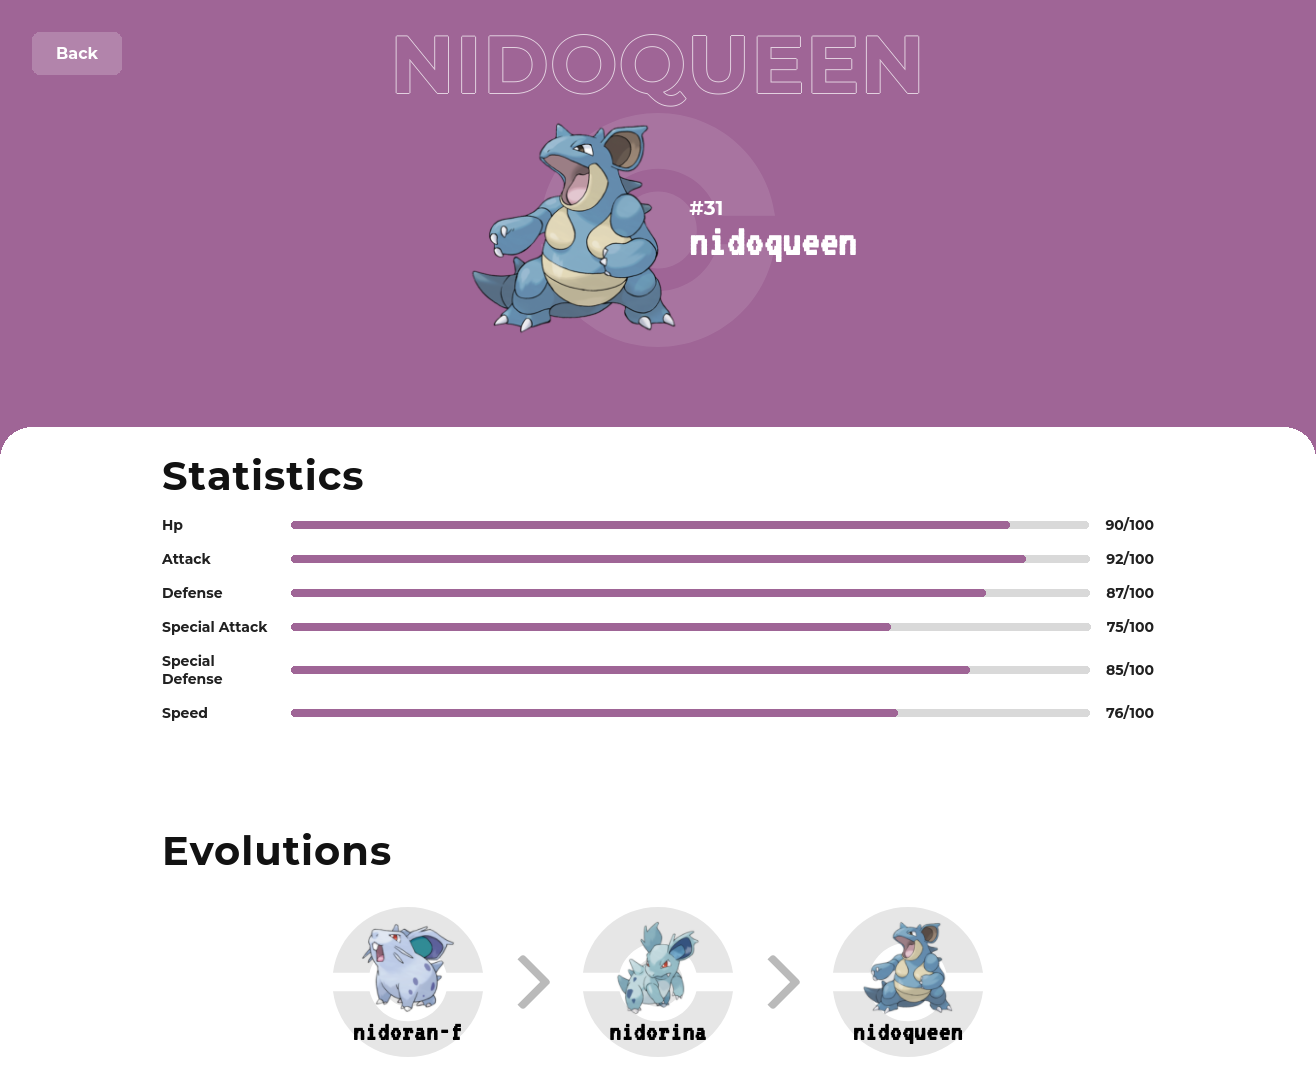 Back
NIDOQUEEN
#31
nidoqueen
Statistics
Hp 90/100
Attack 92/100
Defense 87/100
Special Attack 75/100
Special
Defense 85/100
Speed 76/100
Evolutions
nidoran-f nidorina nidoqueen